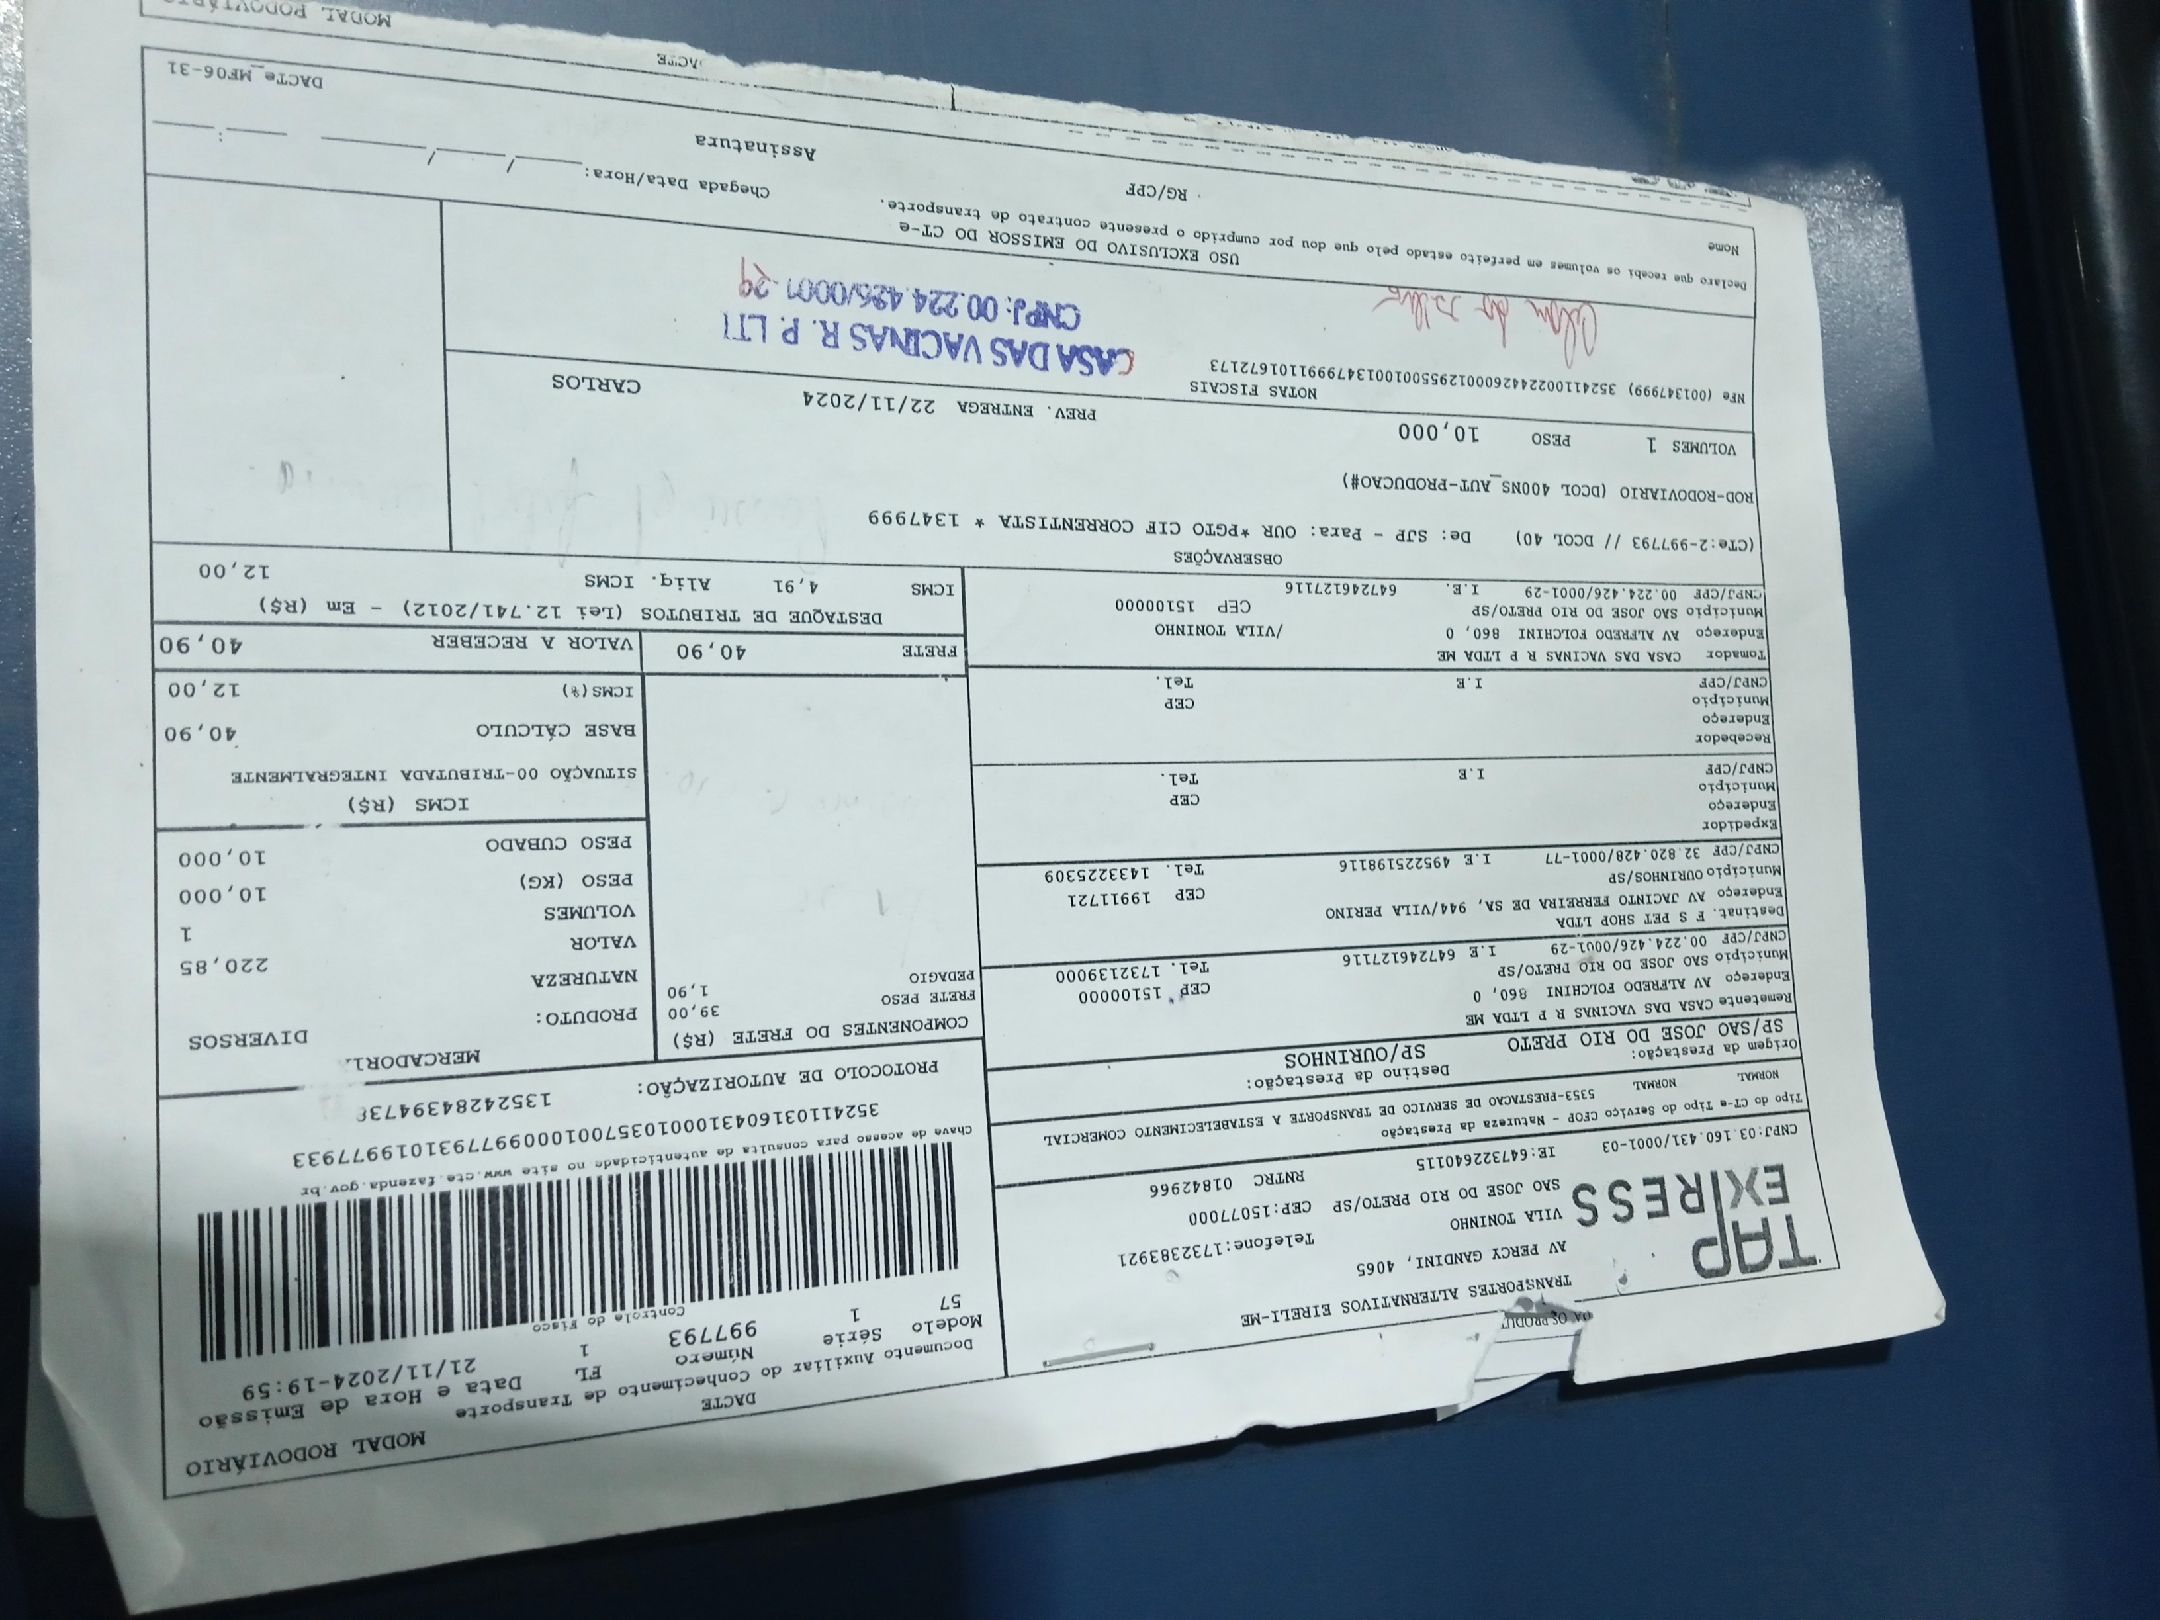 MODAL RODOVIÁRIO
DACTE
Documento Auxiliar do Conhecimento de Transporte
Modelo Série Número FL Data e Hora de Emissão
57 1 997793 1 21/11/2024-19:59
Controle do Fisco
TAP
EXPRESS
TRANSPORTES ALTERNATIVOS EIRELI-ME
AV PERCY GANDINI, 4065
VILA TONINHO Telefone:1732383921
SAO JOSE DO RIO PRETO/SP CEP:15077000
CNPJ:03.160.431/0001-03 IE:647322640115 RNTRC 01842966
Chave de acesso para consulta de autenticidade no site www.cte.fazenda.gov.br
35241103160431000103570010009977931019977933
PROTOCOLO DE AUTORIZAÇÃO:
Tipo do CT-e Tipo do Serviço CFOP - Natureza da Prestação
NORMAL NORMAL 5353-PRESTACAO DE SERVICO DE TRANSPORTE A ESTABELECIMENTO COMERCIAL
Origem da Prestação: Destino da Prestação:
SP/SAO JOSE DO RIO PRETO SP/OURINHOS
Remetente CASA DAS VACINAS R P LTDA ME
Endereço AV ALFREDO FOLCHINI 860, 0 CEP 15100000
Município SAO JOSE DO RIO PRETO/SP Tel. 1732139000
CNPJ/CPF 00.224.426/0001-29 I.E 647246127116
Destinat. F S PET SHOP LTDA
Endereço AV JACINTO FERREIRA DE SA, 944/VILA PERINO CEP 19911721
Município OURINHOS/SP Tel. 1433225309
CNPJ/CPF 32.820.428/0001-77 I.E 495225198116
Expedidor
Endereço
Município CEP
CNPJ/CPF I.E Tel.
Recebedor
Endereço
Município CEP
CNPJ/CPF I.E Tel.
Tomador CASA DAS VACINAS R P LTDA ME
Endereço AV ALFREDO FOLCHINI 860, 0 /VILA TONINHO
Município SAO JOSE DO RIO PRETO/SP CEP 15100000
CNPJ/CPF 00.224.426/0001-29 I.E. 647246127116
COMPONENTES DO FRETE (R$)
FRETE PESO 39,00
PEDAGIO 1,90
PRODUTO: DIVERSOS
NATUREZA
VALOR 220,85
VOLUMES 1
PESO (KG) 10,000
PESO CUBADO 10,000
ICMS (R$)
SITUAÇÃO 00-TRIBUTADA INTEGRALMENTE
BASE CÁLCULO 40,90
ICMS(%) 12,00
FRETE 40,90 VALOR A RECEBER 40,90
DESTAQUE DE TRIBUTOS (Lei 12.741/2012) - Em (R$)
ICMS 4,91 Aliq. ICMS 12,00
OBSERVAÇÕES
(CTe:2-997793 // DCOL 40) De: SJP - Para: OUR *PGTO CIF CORRENTISTA * 1347999
ROD-RODOVIARIO (DCOL 400NS_AUT-PRODUCAO#)
VOLUMES 1 PESO 10,000 PREV. ENTREGA 22/11/2024 CARLOS
NOTAS FISCAIS
NFe (001347999) 35241100224426000129550010013479991101672173
CASA DAS VACINAS R. P. LT
CNPJ: 00.224.426/0001-29
USO EXCLUSIVO DO EMISSOR DO CT-e
Declaro que recebi os volumes em perfeito estado pelo que dou por cumprido o presente contrato de transporte.
Nome RG/CPF Assinatura Chegada Data/Hora: ____/____/____ ___:___
DACTe_MF06-31
MODAL RODOVIÁRIO